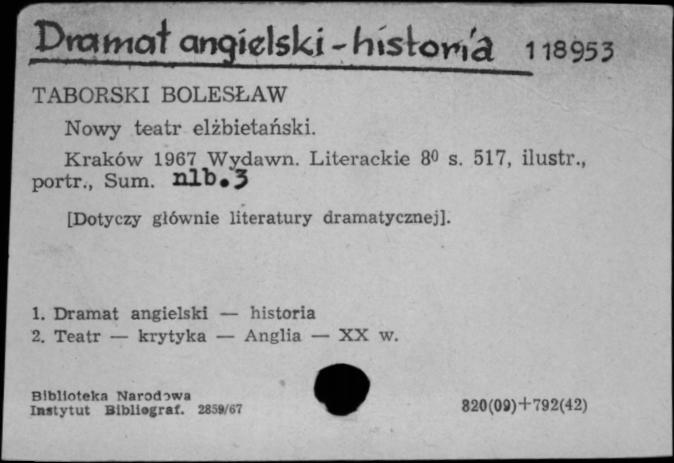 Dramat angielski - historia 118953
TABORSKI BOLESŁAW
Nowy teatr elżbietański.
Kraków 1967 Wydawn. Literackie 8⁰ s. 517, ilustr.,
portr., Sum. nlb. 3
[Dotyczy głównie literatury dramatycznej].
1. Dramat angielski — historia
2. Teatr — krytyka — Anglia — XX w.
Biblioteka Narodowa
Instytut Bibliograf. 2859/67
820(09)+792(42)